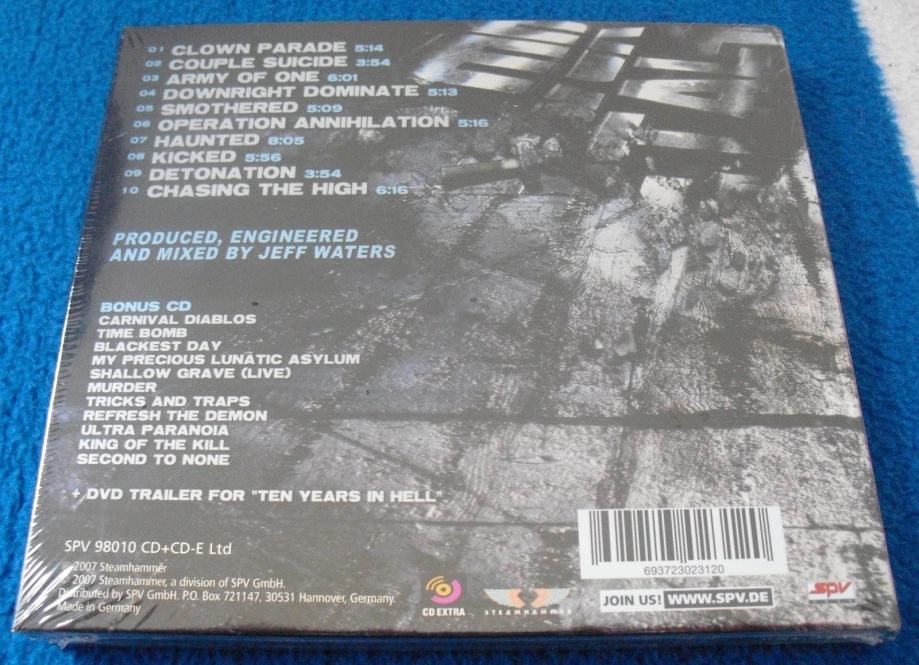 01 CLOWN PARADE 5:14
02 COUPLE SUICIDE 3:54
03 ARMY OF ONE 6:01
04 DOWNRIGHT DOMINATE 5:13
05 SMOTHERED 5:09
06 OPERATION ANNIHILATION 5:16
07 HAUNTED 8:05
08 KICKED 5:56
09 DETONATION 3:54
10 CHASING THE HIGH 6:16
PRODUCED, ENGINEERED
AND MIXED BY JEFF WATERS
BONUS CD
CARNIVAL DIABLOS
TIME BOMB
BLACKEST DAY
MY PRECIOUS LUNATIC ASYLUM
SHALLOW GRAVE (LIVE)
MURDER
TRICKS AND TRAPS
REFRESH THE DEMON
ULTRA PARANOIA
KING OF THE KILL
SECOND TO NONE
+ DVD TRAILER FOR "TEN YEARS IN HELL"
SPV 98010 CD+CD-E Ltd
℗ 2007 Steamhammer
© 2007 Steamhammer, a division of SPV GmbH.
Distributed by SPV GmbH. P.O. Box 721147, 30531 Hannover, Germany.
Made in Germany
CD EXTRA
STEAMHAMMER
693723023120
JOIN US! WWW.SPV.DE
SPV